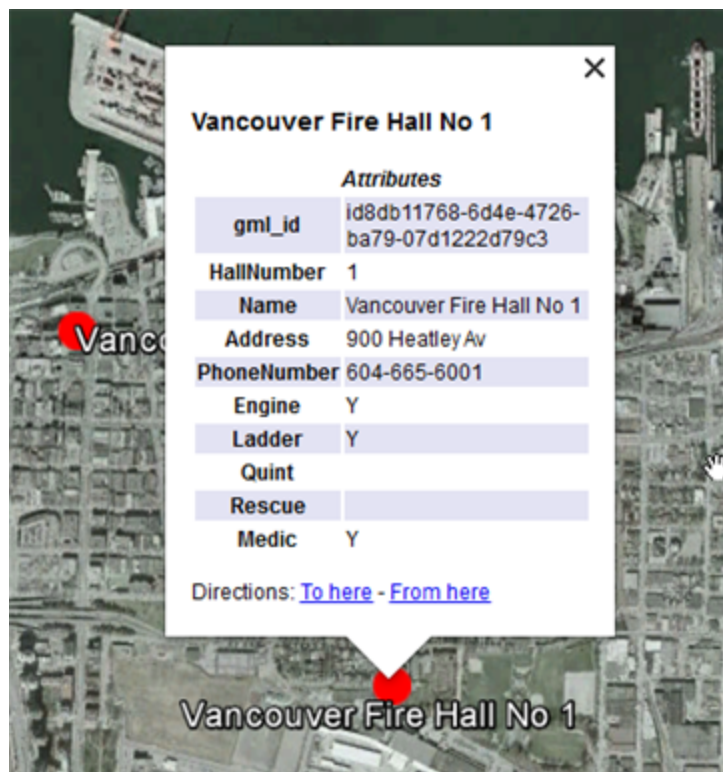 Vancouver Fire Hall No 1
Attributes
gml_id id8db11768-6d4e-4726-
ba79-07d1222d79c3
HallNumber 1
Name Vancouver Fire Hall No 1
Address 900 Heatley Av
PhoneNumber 604-665-6001
Engine Y
Ladder Y
Quint
Rescue
Medic Y
Directions: To here - From here
Vanco
Vancouver Fire Hall No 1